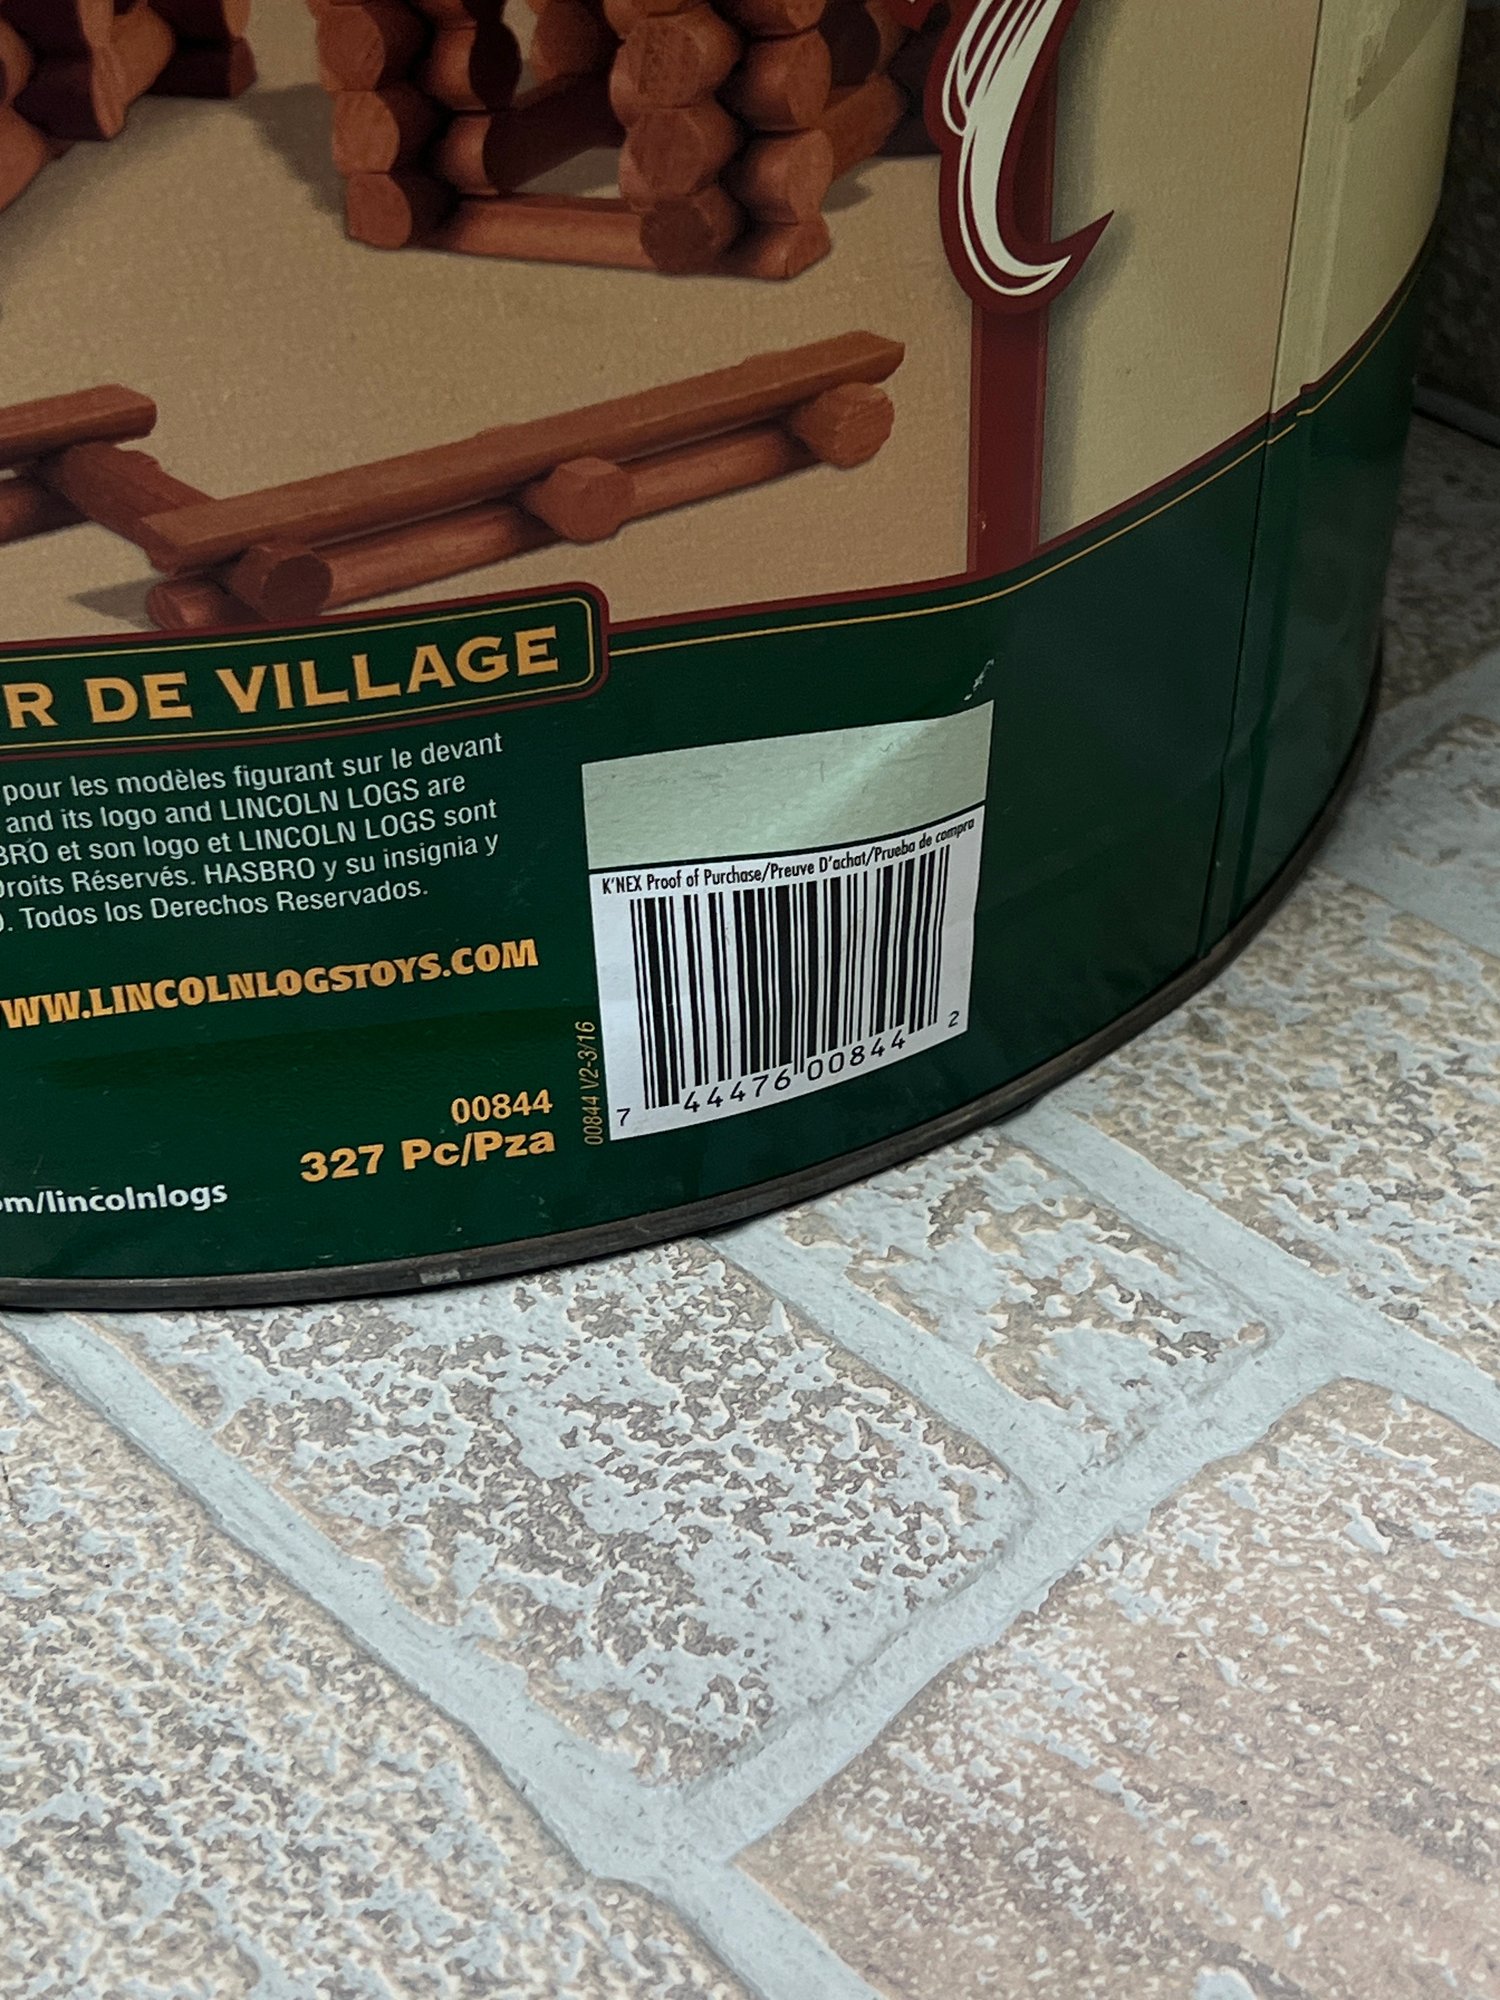 R DE VILLAGE
pour les modèles figurant sur le devant
and its logo and LINCOLN LOGS are
BRO et son logo et LINCOLN LOGS sont
Droits Réservés. HASBRO y su insignia y
). Todos los Derechos Reservados.
WW.LINCOLNLOGSTOYS.COM
00844
327 Pc/Pza
om/lincolnlogs
00844 V2-3/16
K'NEX Proof of Purchase/Preuve D'achat/Prueba de compra
7 44476 00844 2